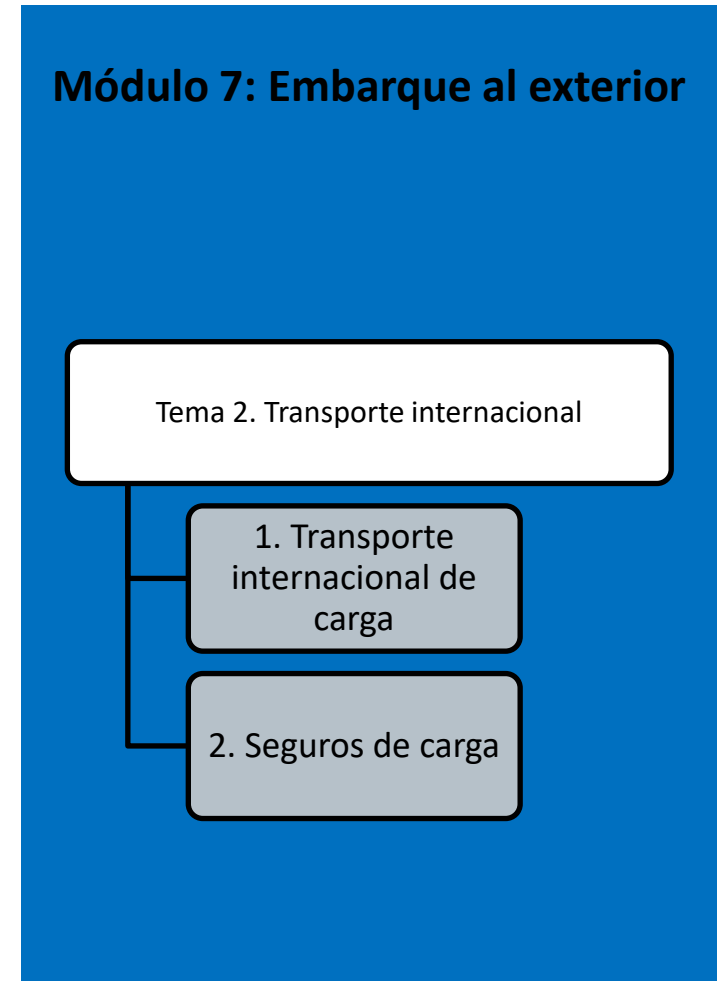 Módulo 7: Embarque al exterior
Tema 2. Transporte internacional
1. Transporte
internacional de
carga
2. Seguros de carga